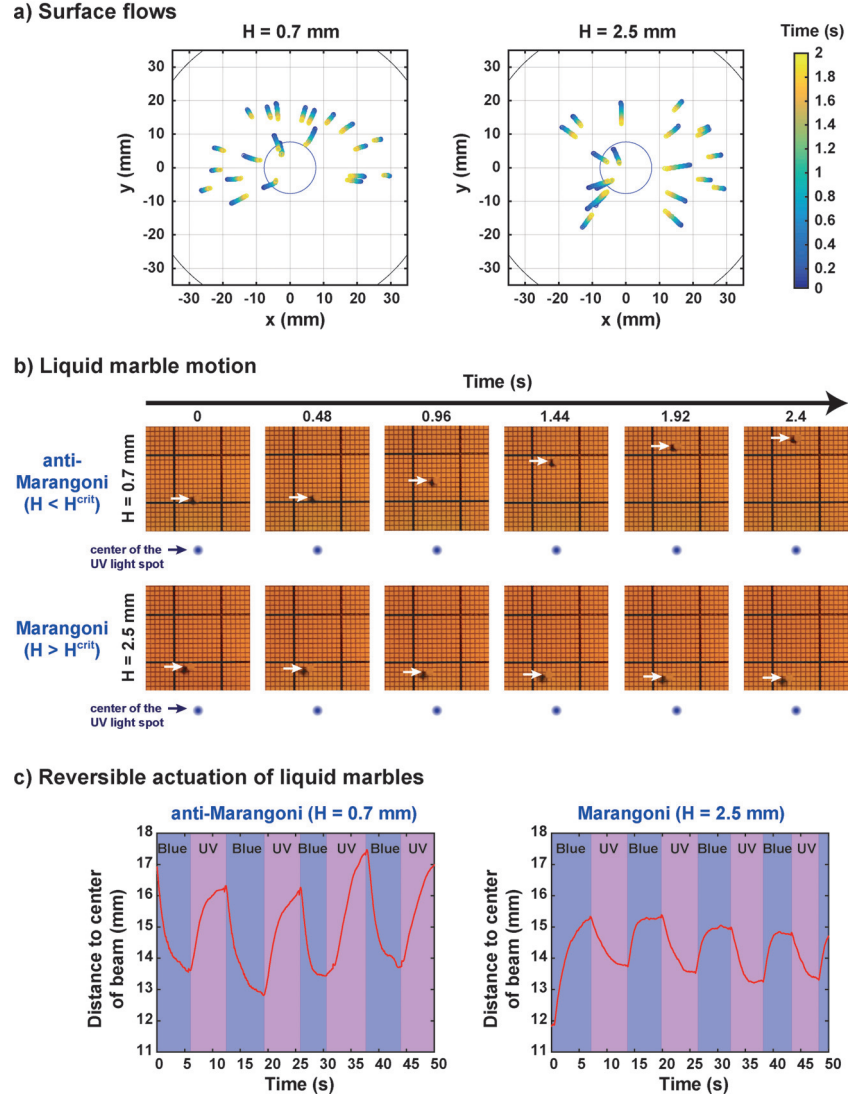 a) Surface flows
H = 0.7 mm
H = 2.5 mm
Time (s)
35
30
20
10
0
-10
-20
-30
y (mm)
-30 -20 -10 0 10 20 30
x (mm)
35
30
20
10
0
-10
-20
-30
y (mm)
-30 -20 -10 0 10 20 30
x (mm)
2
1.8
1.6
1.4
1.2
1
0.8
0.6
0.4
0.2
0
b) Liquid marble motion
Time (s)
0 0.48 0.96 1.44 1.92 2.4
anti-
Marangoni
(H < H^crit)
H = 0.7 mm
center of the
UV light spot
Marangoni
(H > H^crit)
H = 2.5 mm
center of the
UV light spot
c) Reversible actuation of liquid marbles
anti-Marangoni (H = 0.7 mm)
Blue UV Blue UV Blue UV Blue UV
18
17
16
15
14
13
12
11
Distance to center
of beam (mm)
0 5 10 15 20 25 30 35 40 45 50
Time (s)
Marangoni (H = 2.5 mm)
Blue UV Blue UV Blue UV Blue UV
18
17
16
15
14
13
12
11
Distance to center
of beam (mm)
0 5 10 15 20 25 30 35 40 45 50
Time (s)